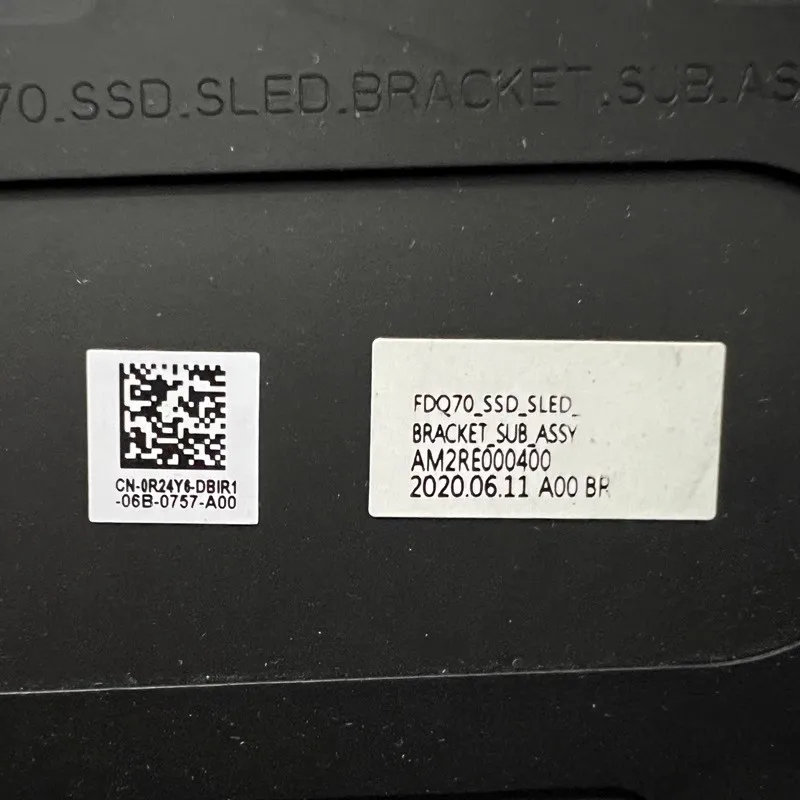 70_SSD_SLED_BRACKET_SUB_AS
CN-0R24Y6-DBIR1
-06B-0757-A00
FDQ70_SSD_SLED_
BRACKET_SUB_ASSY
AM2RE000400
2020.06.11 A00 BR